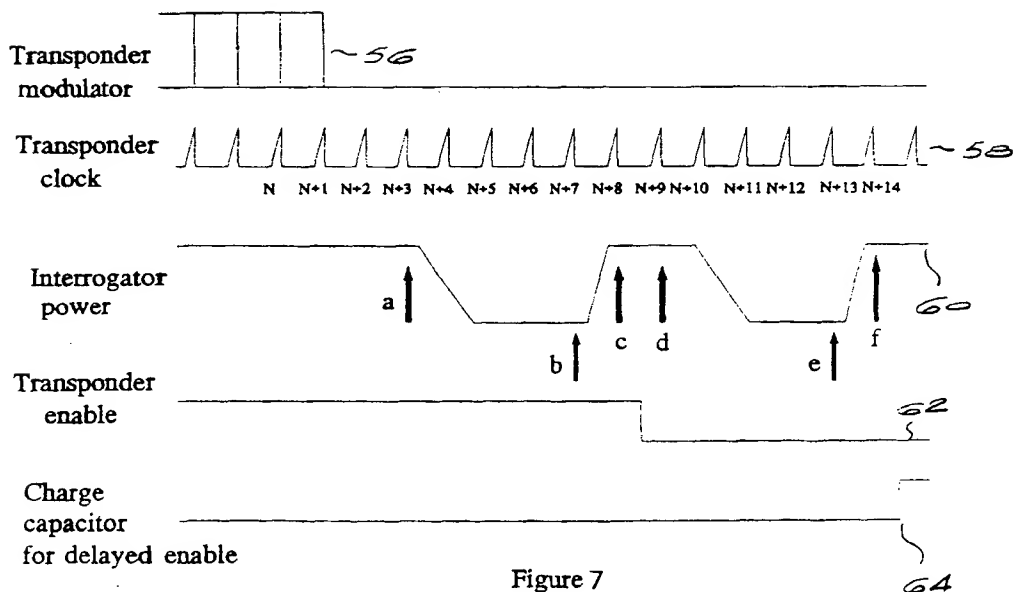 Transponder
modulator
56
Transponder
clock
58
N N+1 N+2 N+3 N+4 N+5 N+6 N+7 N+8 N+9 N+10 N+11 N+12 N+13 N+14
Interrogator
power
a
b
c
d
e
f
60
Transponder
enable
62
Charge
capacitor
for delayed enable
64
Figure 7